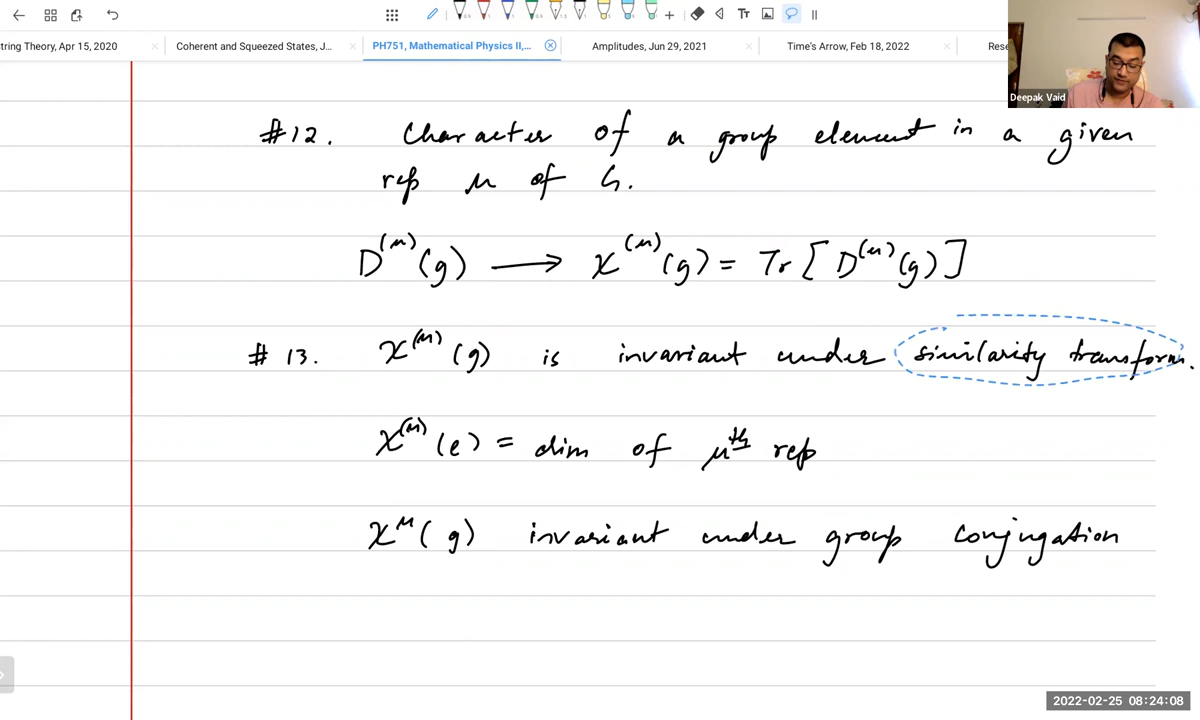 tring Theory, Apr 15, 2020
Coherent and Squeezed States, J...
PH751, Mathematical Physics II,...
Amplitudes, Jun 29, 2021
Time's Arrow, Feb 18, 2022
Rese
Deepak Vaid
#12. Character of a group element in a given
rep μ of G.
D^(μ)(g) ⟶ χ^(μ)(g) = Tr[D^(μ)(g)]
#13. χ^(μ)(g) is invariant under similarity transform.
χ^(μ)(e) = dim of μth rep
χ^μ(g) invariant under group conjugation
2022-02-25 08:24:08